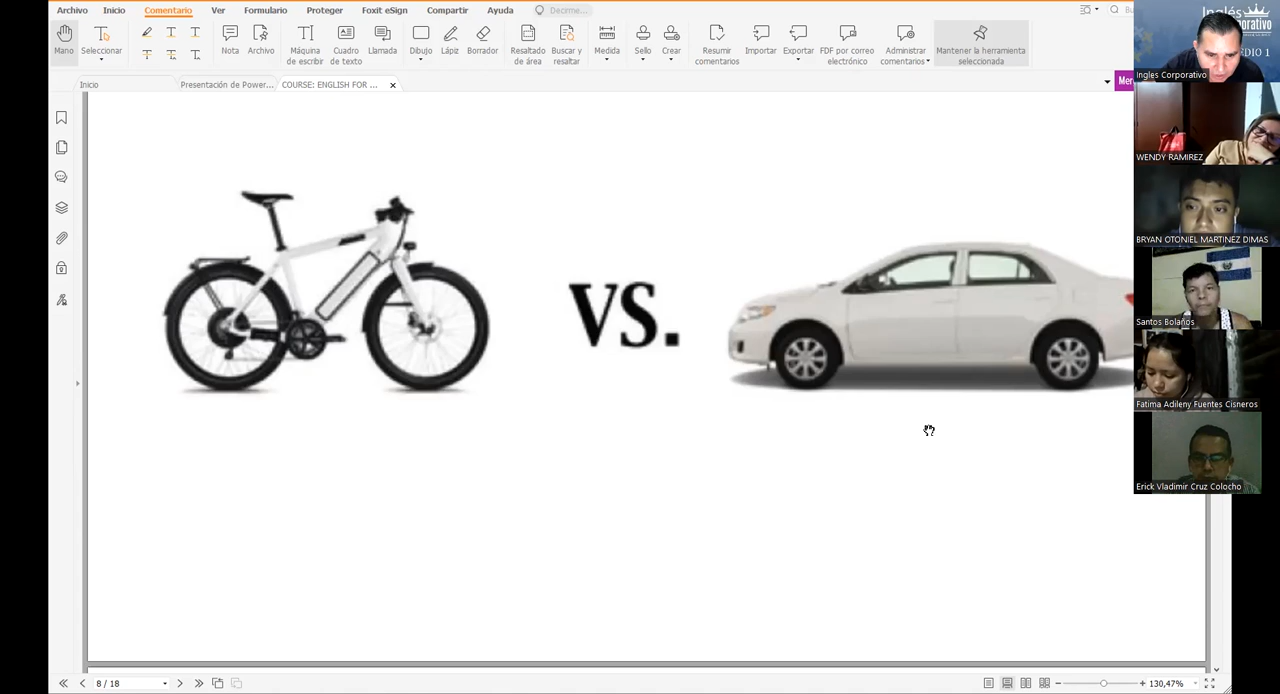 Archivo Inicio Comentario Ver Formulario Proteger Foxit eSign Compartir Ayuda Decirme...
Mano Seleccionar Nota Archivo Máquina de escribir Cuadro de texto Llamada Dibujo Lápiz Borrador Resaltado de área Buscar y resaltar Medida Sello Crear Resumir comentarios Importar Exportar FDF por correo electrónico Administrar comentarios Mantener la herramienta seleccionada
Inicio Presentación de Power... COURSE: ENGLISH FOR ...
Inglés
Ingles Corporativo
WENDY RAMIREZ
BRYAN OTONIEL MARTINEZ DIMAS
VS.
Santos Bolaños
Fatima Adileny Fuentes Cisneros
Erick Vladimir Cruz Colocho
8 / 18
130,47%